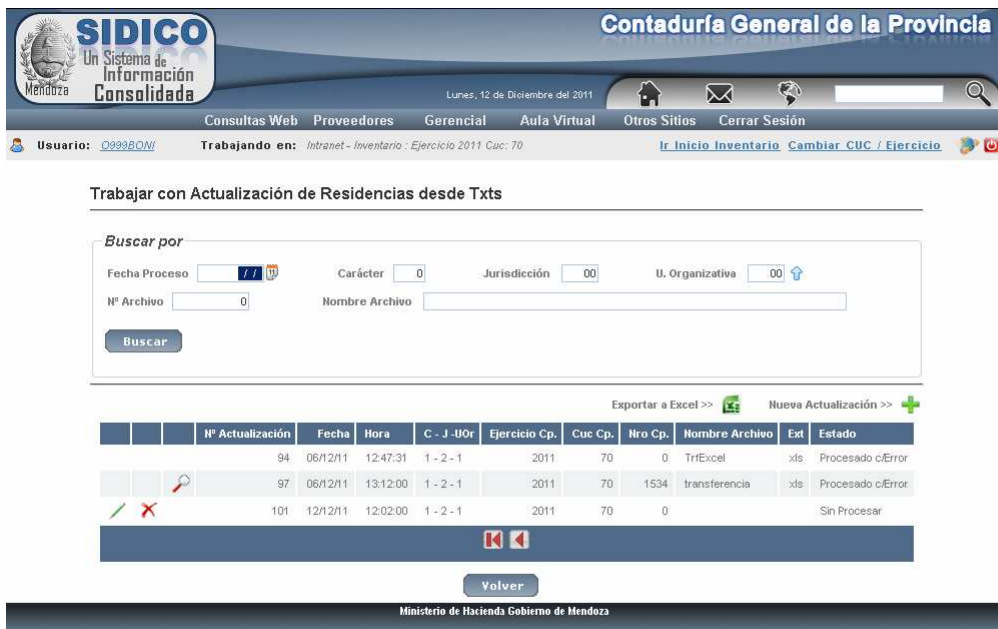 SIDICO
Un Sistema de
Información
Consolidada
Mendoza
Contaduría General de la Provincia
Lunes, 12 de Diciembre del 2011
Consultas Web Proveedores Gerencial Aula Virtual Otros Sitios Cerrar Sesión
Usuario: O999BONI Trabajando en: Intranet - Inventario : Ejercicio 2011 Cuc: 70 Ir Inicio Inventario Cambiar CUC / Ejercicio
Trabajar con Actualización de Residencias desde Txts
Buscar por
Fecha Proceso / / Carácter 0 Jurisdicción 00 U. Organizativa 00
Nº Archivo 0 Nombre Archivo
Buscar
Exportar a Excel >> Nueva Actualización >>
Nº Actualización Fecha Hora C - J -UOr Ejercicio Cp. Cuc Cp. Nro Cp. Nombre Archivo Ext Estado
94 06/12/11 12:47:31 1 - 2 - 1 2011 70 0 TrfExcel xls Procesado c/Error
97 06/12/11 13:12:00 1 - 2 - 1 2011 70 1534 transferencia xls Procesado c/Error
101 12/12/11 12:02:00 1 - 2 - 1 2011 70 0 Sin Procesar
Volver
Ministerio de Hacienda Gobierno de Mendoza